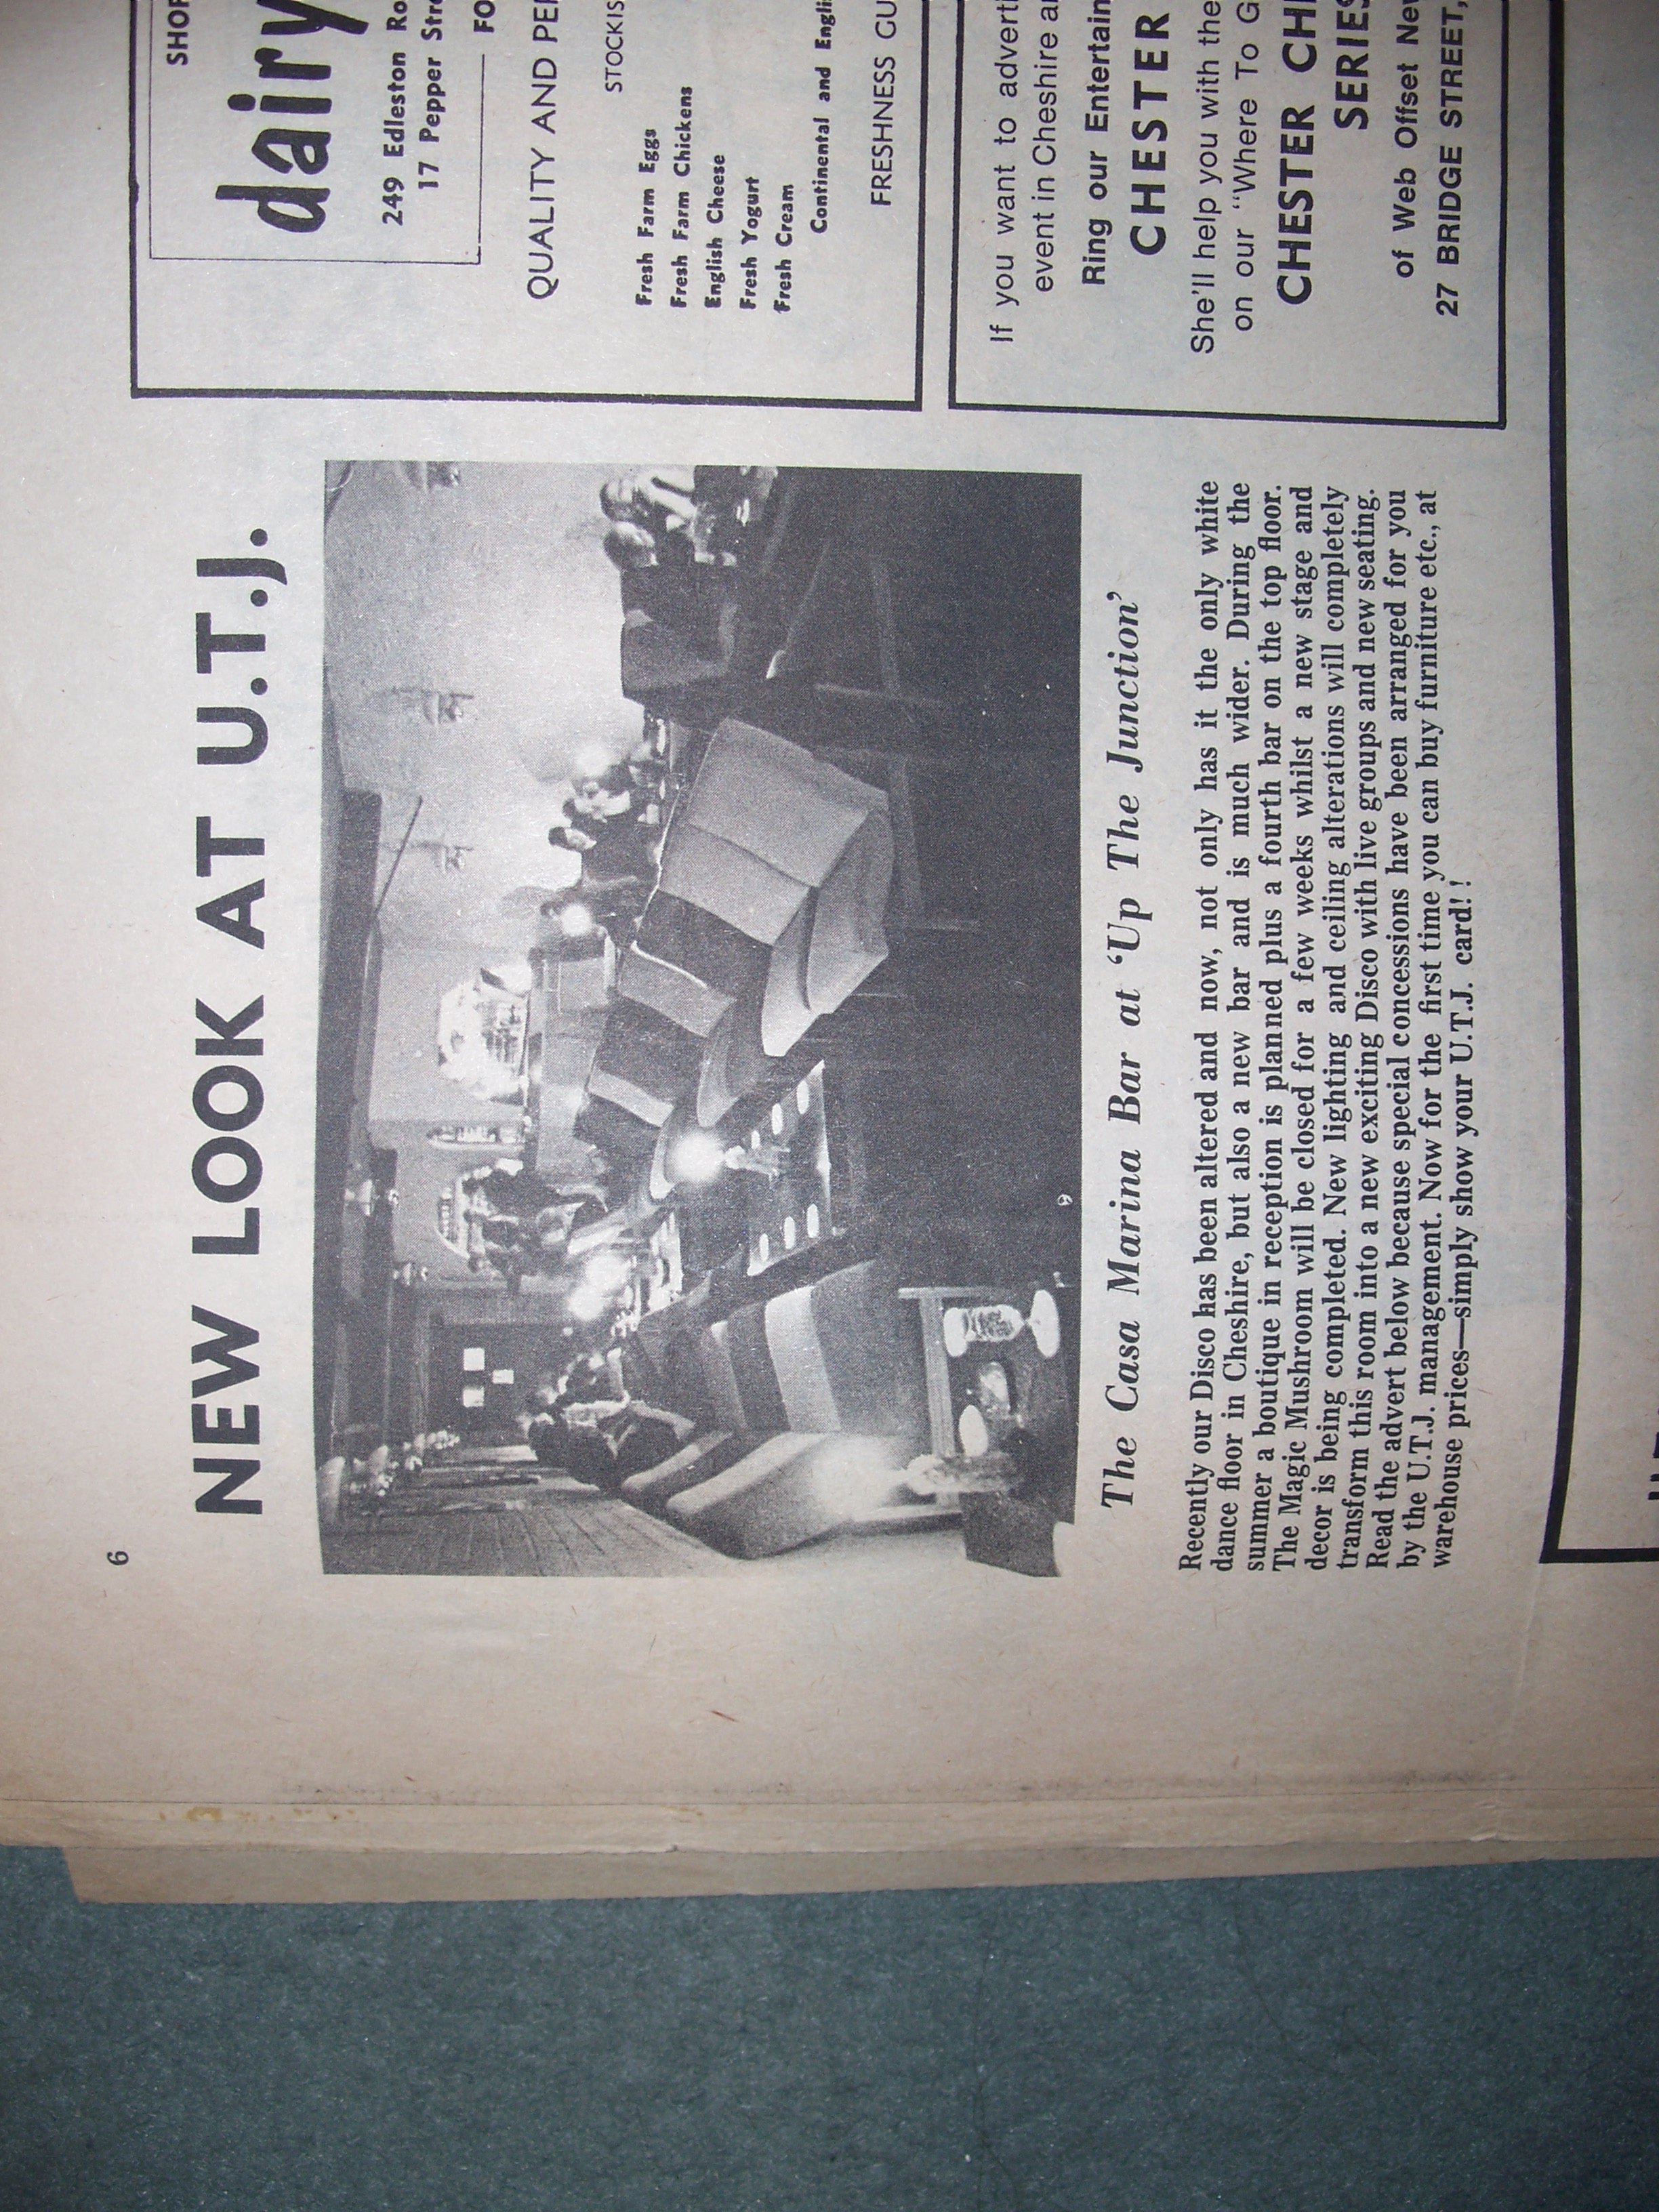 6
NEW LOOK AT U.T.J.
The Casa Marina Bar at ‘Up The Junction’
Recently our Disco has been altered and now, not only has it the only white
dance floor in Cheshire, but also a new bar and is much wider. During the
summer a boutique in reception is planned plus a fourth bar on the top floor.
The Magic Mushroom will be closed for a few weeks whilst a new stage and
decor is being completed. New lighting and ceiling alterations will completely
transform this room into a new exciting Disco with live groups and new seating.
Read the advert below because special concessions have been arranged for you
by the U.T.J. management. Now for the first time you can buy furniture etc., at
warehouse prices—simply show your U.T.J. card!!
SHOP
dairy
249 Edleston Ro
17 Pepper Stre
FO
QUALITY AND PE
STOCKIS
Fresh Farm Eggs
Fresh Farm Chickens
English Cheese
Fresh Yogurt
Fresh Cream
Continental and Engli
FRESHNESS GU
If you want to adverti
event in Cheshire a
Ring our Entertain
CHESTER
She'll help you with the
on our "Where To G
CHESTER CH
SERIES
of Web Offset Ne
27 BRIDGE STREET,